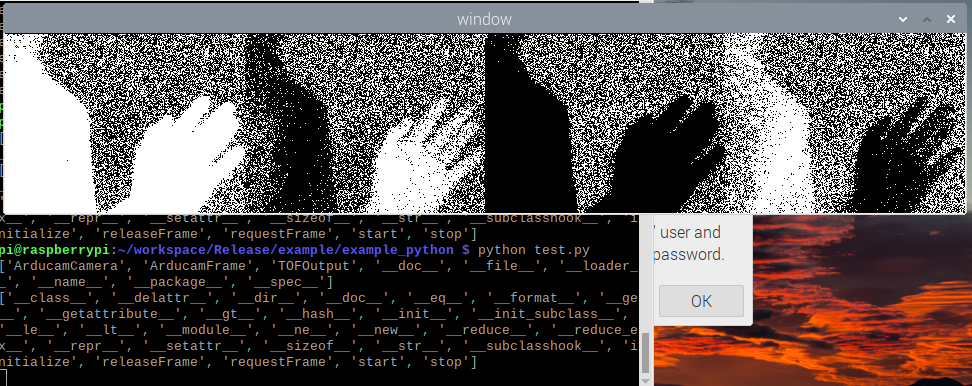 window
x__', '__repr__', '__setattr__', '__sizeof__', '__str__', '__subclasshook__', 'i
nitialize', 'releaseFrame', 'requestFrame', 'start', 'stop']
pi@raspberrypi:~/workspace/Release/example/example_python $ python test.py
['ArducamCamera', 'ArducamFrame', 'TOFOutput', '__doc__', '__file__', '__loader_
_', '__name__', '__package__', '__spec__']
['__class__', '__delattr__', '__dir__', '__doc__', '__eq__', '__format__', '__ge
__', '__getattribute__', '__gt__', '__hash__', '__init__', '__init_subclass__',
'__le__', '__lt__', '__module__', '__ne__', '__new__', '__reduce__', '__reduce_e
x__', '__repr__', '__setattr__', '__sizeof__', '__str__', '__subclasshook__', 'i
nitialize', 'releaseFrame', 'requestFrame', 'start', 'stop']
' user and
password.
OK